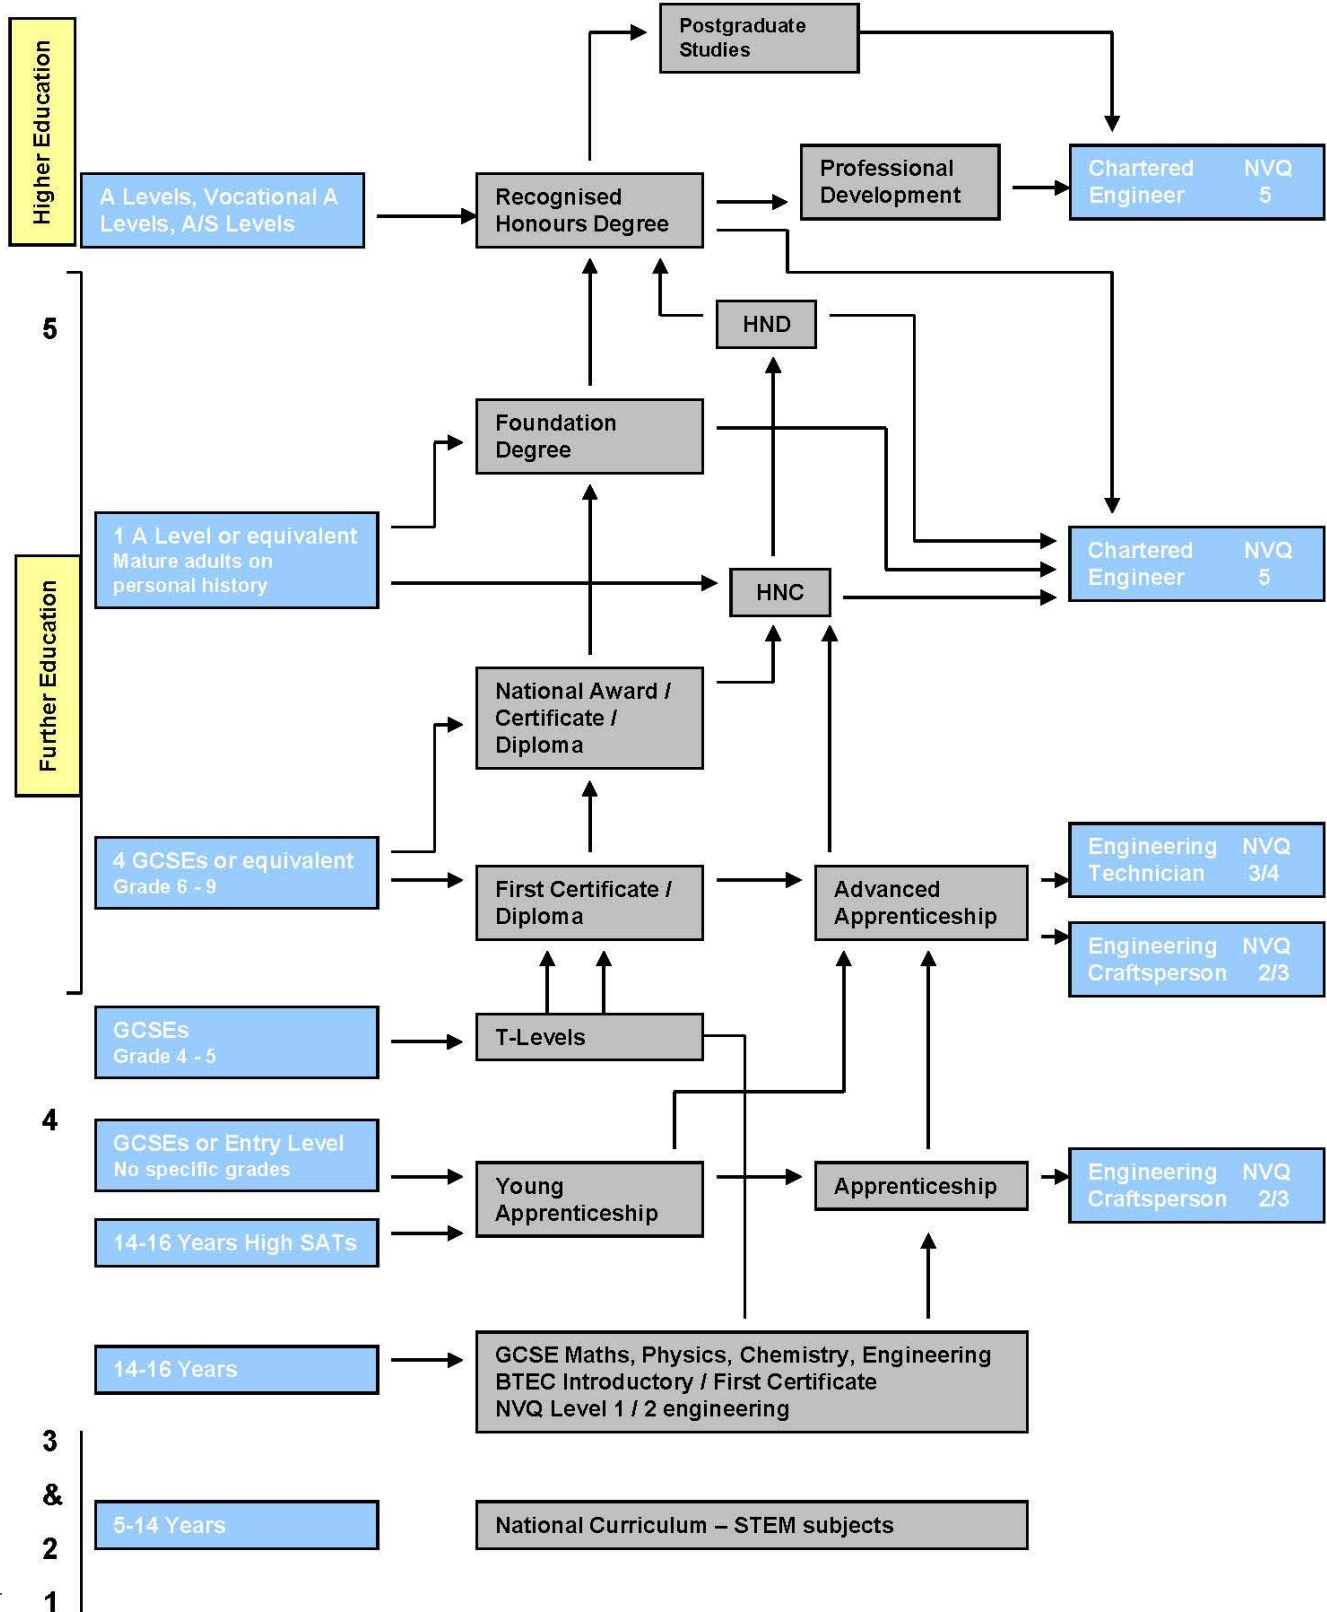 Postgraduate
Studies
Higher Education
A Levels, Vocational A
Levels, A/S Levels
Recognised
Honours Degree
Professional
Development
Chartered NVQ
Engineer 5
5
HND
Foundation
Degree
1 A Level or equivalent
Mature adults on
personal history
HNC
Chartered NVQ
Engineer 5
Further Education
National Award /
Certificate /
Diploma
4 GCSEs or equivalent
Grade 6 - 9
First Certificate /
Diploma
Advanced
Apprenticeship
Engineering NVQ
Technician 3/4
Engineering NVQ
Craftsperson 2/3
GCSEs
Grade 4 - 5
T-Levels
4
GCSEs or Entry Level
No specific grades
14-16 Years High SATs
Young
Apprenticeship
Apprenticeship
Engineering NVQ
Craftsperson 2/3
14-16 Years
GCSE Maths, Physics, Chemistry, Engineering
BTEC Introductory / First Certificate
NVQ Level 1 / 2 engineering
3
&
2
1
5-14 Years
National Curriculum – STEM subjects